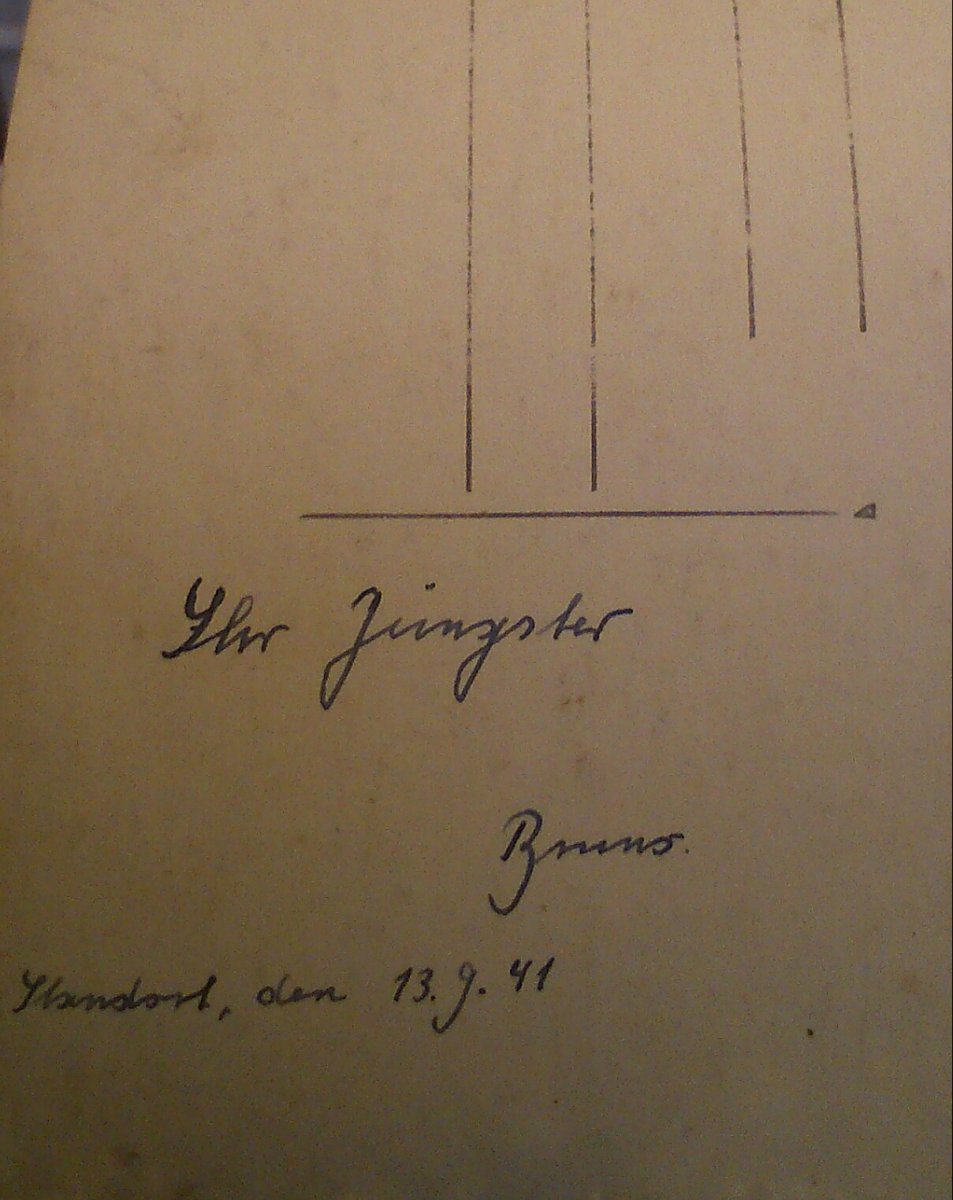 Ihr Jüngster
Bruno.
Standort, den 13.9.41